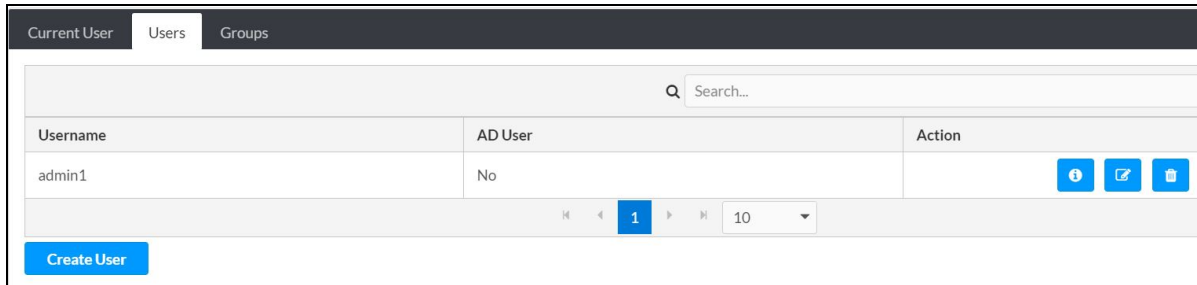 Current User Users Groups
Search...
Username AD User Action
admin1 No
1 10
Create User